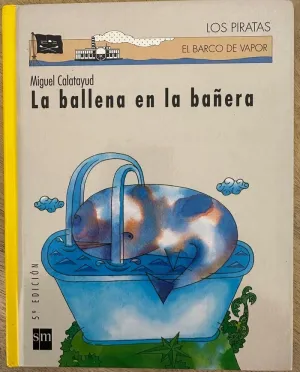 LOS PIRATAS
EL BARCO DE VAPOR
Miguel Calatayud
La ballena en la bañera
5ª EDICIÓN
sm